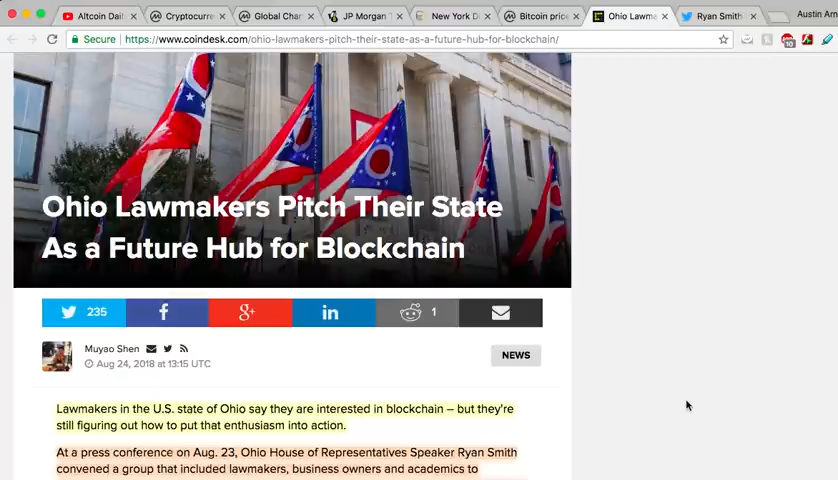 Altcoin Dail
Cryptocurre
Global Char
JP Morgan T
New York D
Bitcoin price
Ohio Lawma
Ryan Smith
Austin Arn
Secure
https://www.coindesk.com/ohio-lawmakers-pitch-their-state-as-a-future-hub-for-blockchain/
10
Ohio Lawmakers Pitch Their State
As a Future Hub for Blockchain
235
1
Muyao Shen
Aug 24, 2018 at 13:15 UTC
NEWS
Lawmakers in the U.S. state of Ohio say they are interested in blockchain – but they're
still figuring out how to put that enthusiasm into action.
At a press conference on Aug. 23, Ohio House of Representatives Speaker Ryan Smith
convened a group that included lawmakers, business owners and academics to